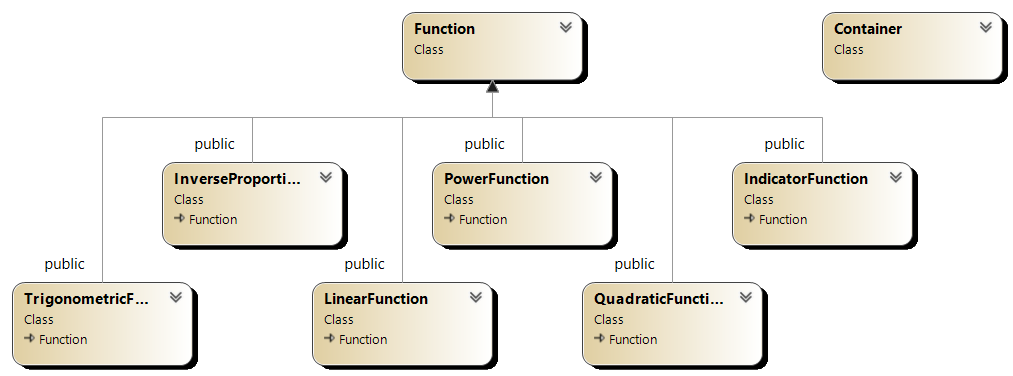 Function
Class
Container
Class
public
public
public
InverseProporti...
Class
Function
PowerFunction
Class
Function
IndicatorFunction
Class
Function
public
public
public
TrigonometricF...
Class
Function
LinearFunction
Class
Function
QuadraticFuncti...
Class
Function